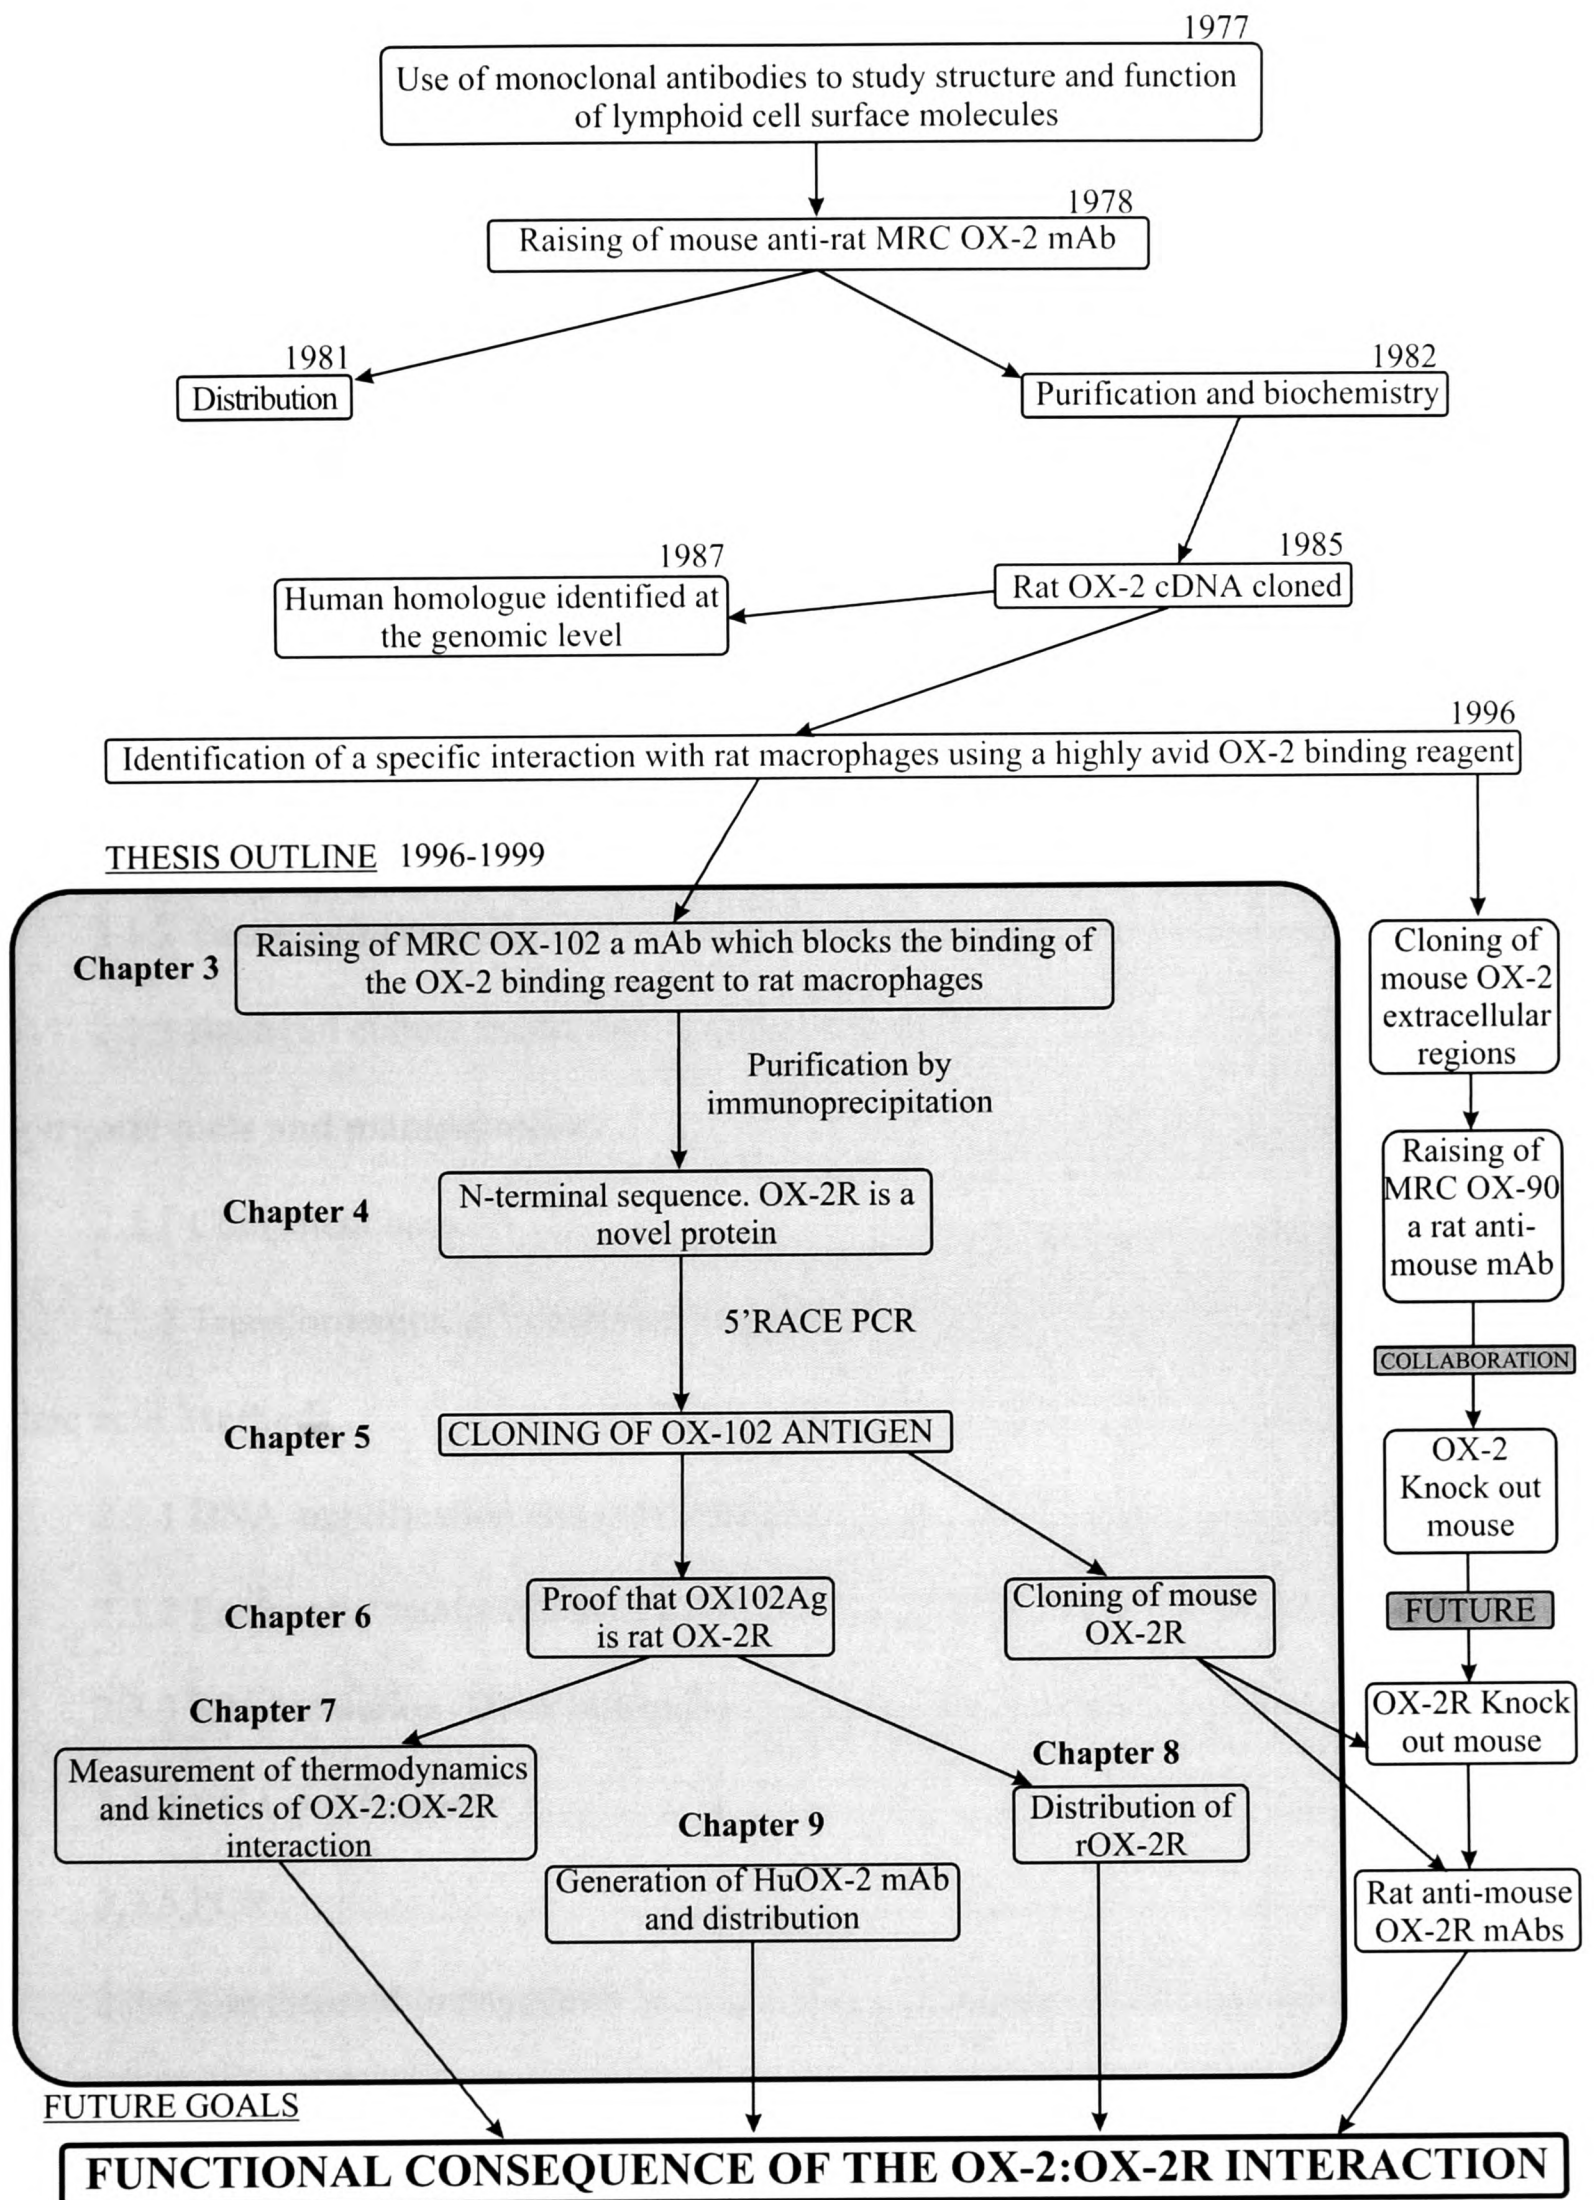 1977
Use of monoclonal antibodies to study structure and function
of lymphoid cell surface molecules
1978
Raising of mouse anti-rat MRC OX-2 mAb
1981
Distribution
1982
Purification and biochemistry
1987
Human homologue identified at
the genomic level
1985
Rat OX-2 cDNA cloned
1996
Identification of a specific interaction with rat macrophages using a highly avid OX-2 binding reagent
THESIS OUTLINE 1996-1999
Chapter 3
Raising of MRC OX-102 a mAb which blocks the binding of
the OX-2 binding reagent to rat macrophages
Purification by
immunoprecipitation
Chapter 4
N-terminal sequence. OX-2R is a
novel protein
5’RACE PCR
Chapter 5
CLONING OF OX-102 ANTIGEN
Chapter 6
Proof that OX102Ag
is rat OX-2R
Cloning of mouse
OX-2R
Chapter 7
Measurement of thermodynamics
and kinetics of OX-2:OX-2R
interaction
Chapter 8
Distribution of
rOX-2R
Chapter 9
Generation of HuOX-2 mAb
and distribution
Cloning of
mouse OX-2
extracellular
regions
Raising of
MRC OX-90
a rat anti-
mouse mAb
COLLABORATION
OX-2
Knock out
mouse
FUTURE
OX-2R Knock
out mouse
Rat anti-mouse
OX-2R mAbs
FUTURE GOALS
FUNCTIONAL CONSEQUENCE OF THE OX-2:OX-2R INTERACTION